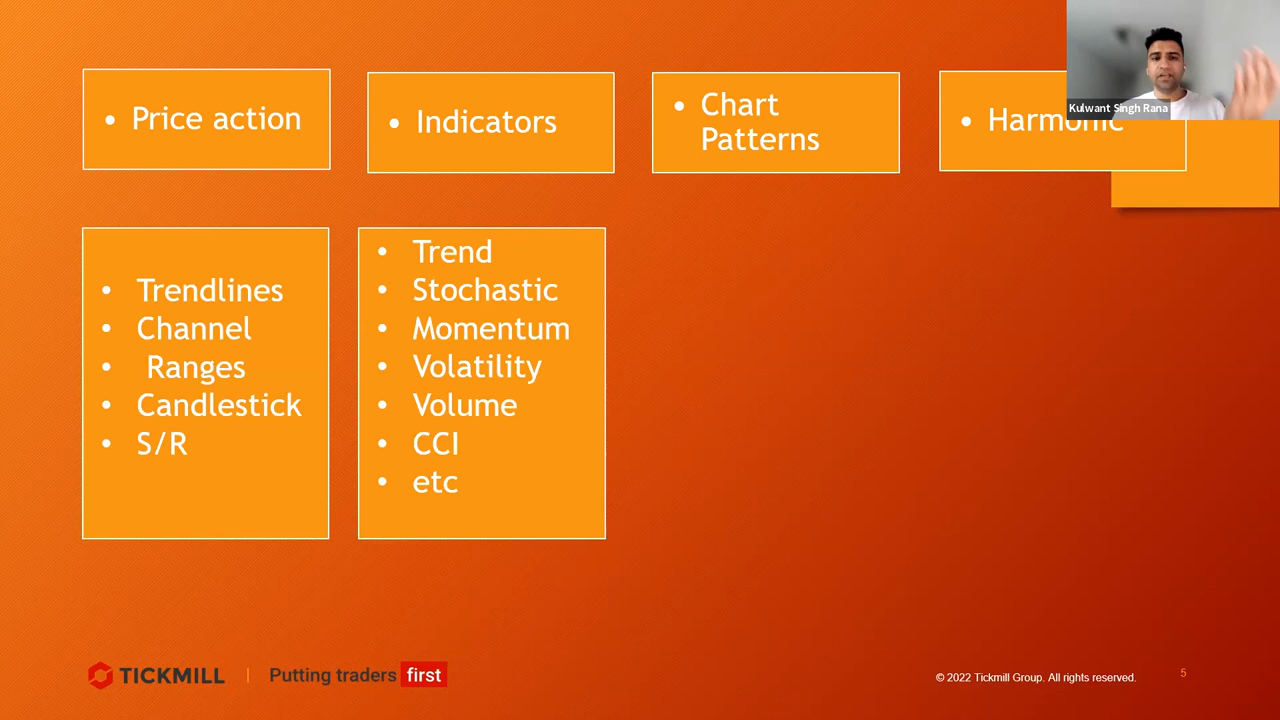 • Price action
• Indicators
• Chart
Patterns
• Harmonic
Kulwant Singh Rana
• Trendlines
• Channel
• Ranges
• Candlestick
• S/R
• Trend
• Stochastic
• Momentum
• Volatility
• Volume
• CCI
• etc
TICKMILL | Putting traders first
© 2022 Tickmill Group. All rights reserved.
5